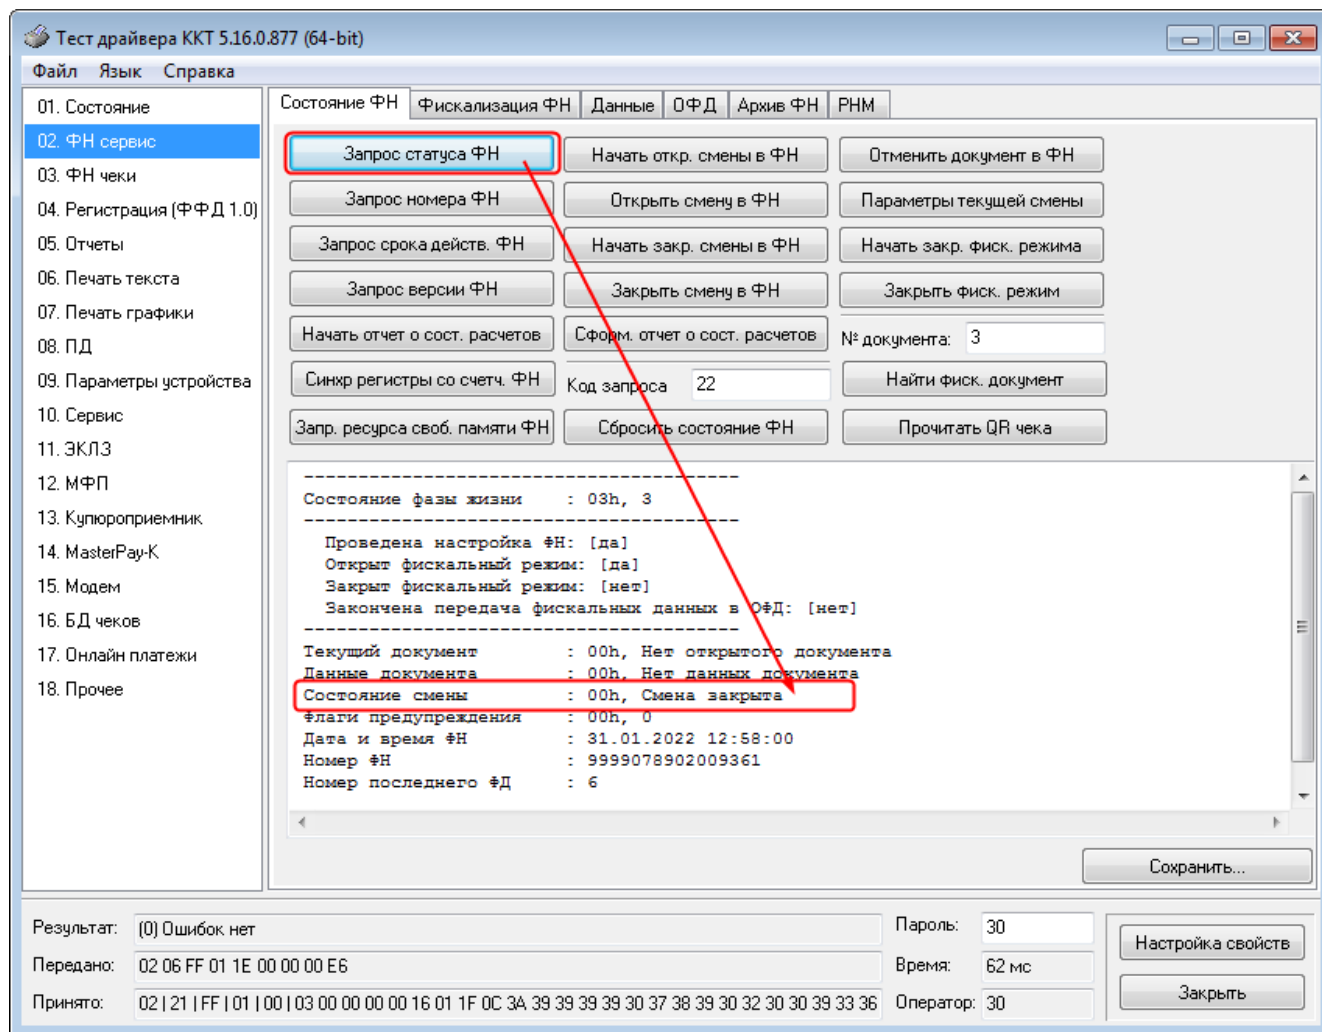 Тест драйвера ККТ 5.16.0.877 (64-bit)
Файл Язык Справка
01. Состояние
02. ФН сервис
03. ФН чеки
04. Регистрация (ФФД 1.0)
05. Отчеты
06. Печать текста
07. Печать графики
08. ПД
09. Параметры устройства
10. Сервис
11. ЭКЛЗ
12. МФП
13. Купюроприемник
14. MasterPay-K
15. Модем
16. БД чеков
17. Онлайн платежи
18. Прочее
Состояние ФН Фискализация ФН Данные ОФД Архив ФН РНМ
Запрос статуса ФН Начать откр. смены в ФН Отменить документ в ФН
Запрос номера ФН Открыть смену в ФН Параметры текущей смены
Запрос срока действ. ФН Начать закр. смены в ФН Начать закр. фиск. режима
Запрос версии ФН Закрыть смену в ФН Закрыть фиск. режим
Начать отчет о сост. расчетов Сформ. отчет о сост. расчетов № документа: 3
Синхр регистры со счетч. ФН Код запроса 22 Найти фиск. документ
Запр. ресурса своб. памяти ФН Сбросить состояние ФН Прочитать QR чека
----------------------------------------
Состояние фазы жизни : 03h, 3
----------------------------------------
Проведена настройка ФН: [да]
Открыт фискальный режим: [да]
Закрыт фискальный режим: [нет]
Закончена передача фискальных данных в ОФД: [нет]
----------------------------------------
Текущий документ : 00h, Нет открытого документа
Данные документа : 00h, Нет данных документа
Состояние смены : 00h, Смена закрыта
Флаги предупреждения : 00h, 0
Дата и время ФН : 31.01.2022 12:58:00
Номер ФН : 9999078902009361
Номер последнего ФД : 6
Сохранить...
Результат: (0) Ошибок нет Пароль: 30
Настройка свойств
Передано: 02 06 FF 01 1E 00 00 00 E6 Время: 62 мс
Закрыть
Принято: 02 | 21 | FF | 01 | 00 | 03 00 00 00 00 16 01 1F 0C 3A 39 39 39 39 30 37 38 39 30 32 30 30 39 33 36 Оператор: 30